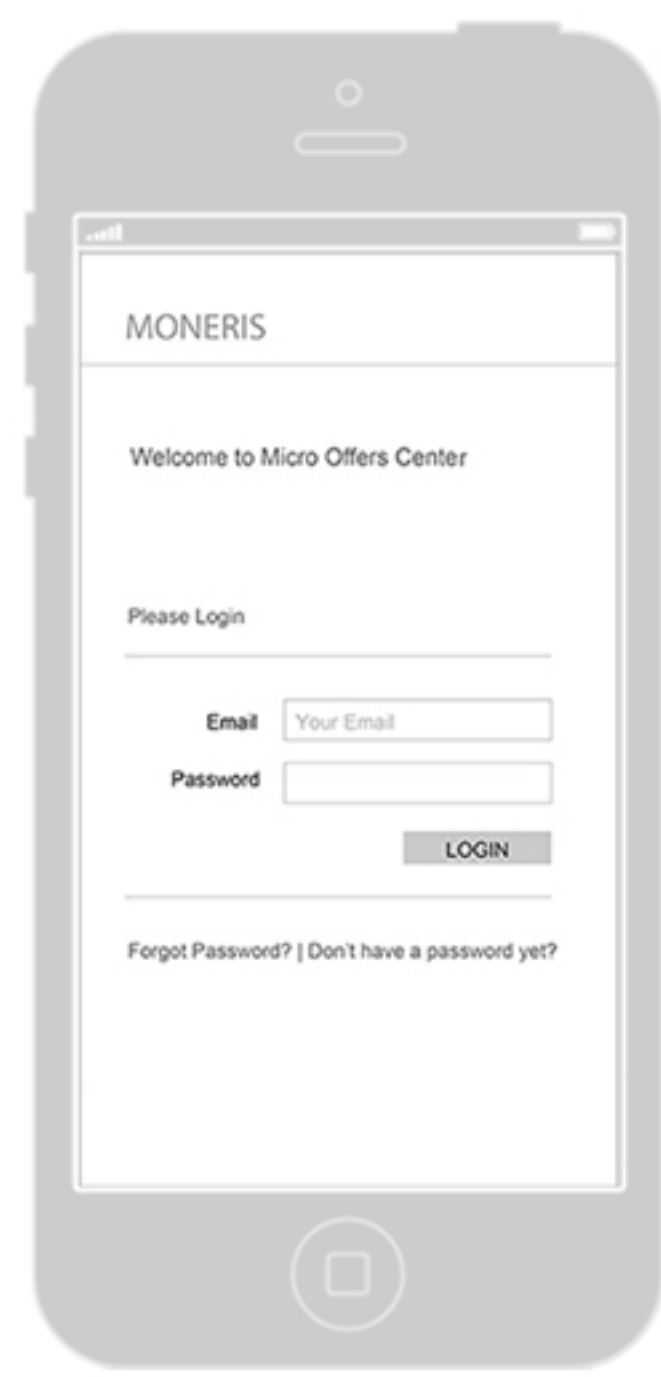 MONERIS
Welcome to Micro Offers Center
Please Login
Email Your Email
Password
LOGIN
Forgot Password? | Don't have a password yet?